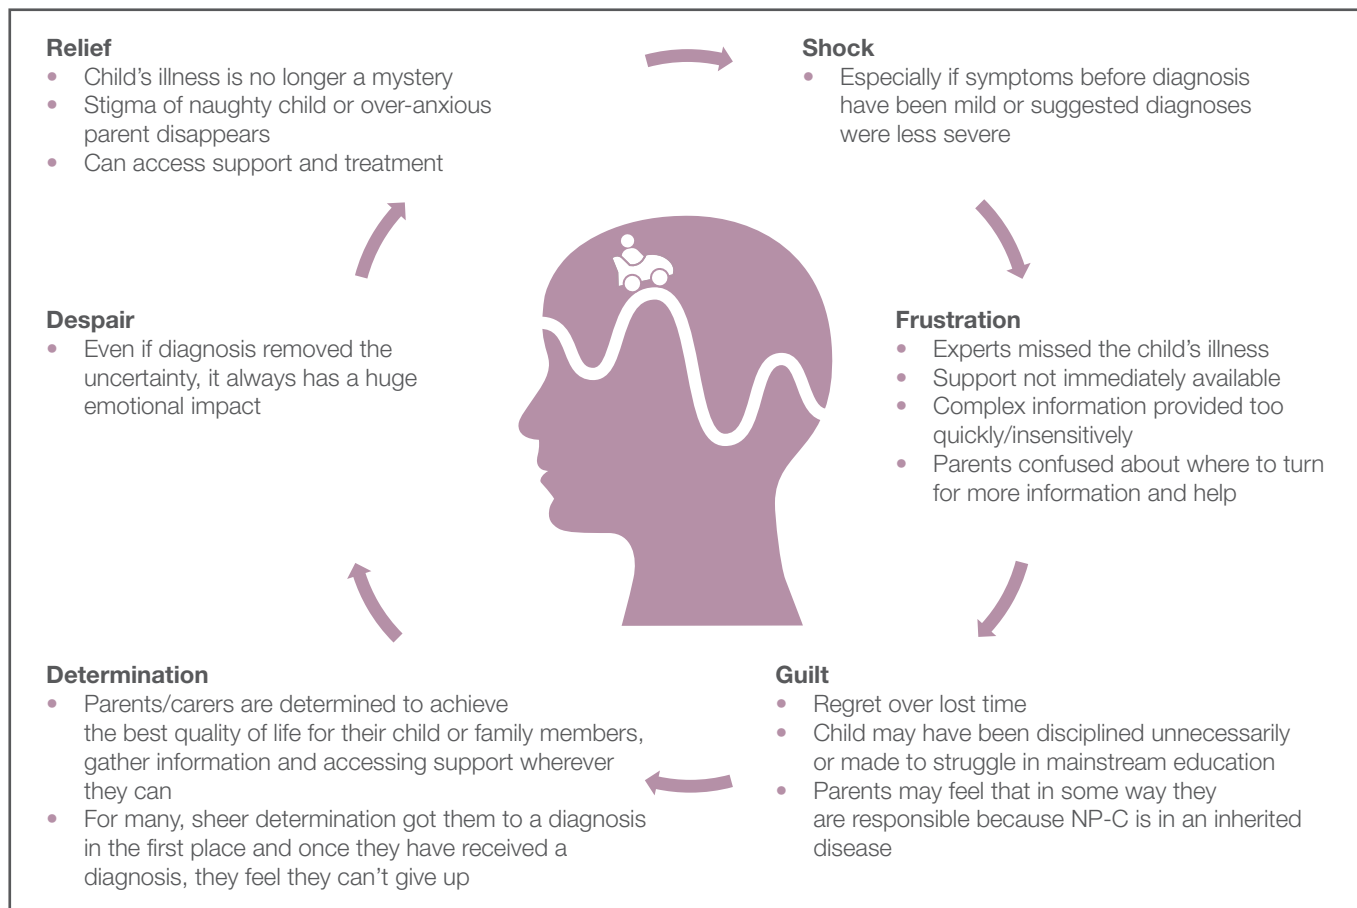 Relief
• Child's illness is no longer a mystery
• Stigma of naughty child or over-anxious
parent disappears
• Can access support and treatment
Shock
• Especially if symptoms before diagnosis
have been mild or suggested diagnoses
were less severe
Frustration
• Experts missed the child's illness
• Support not immediately available
• Complex information provided too
quickly/insensitively
• Parents confused about where to turn
for more information and help
Guilt
• Regret over lost time
• Child may have been disciplined unnecessarily
or made to struggle in mainstream education
• Parents may feel that in some way they
are responsible because NP-C is in an inherited
disease
Determination
• Parents/carers are determined to achieve
the best quality of life for their child or family members,
gather information and accessing support wherever
they can
• For many, sheer determination got them to a diagnosis
in the first place and once they have received a
diagnosis, they feel they can't give up
Despair
• Even if diagnosis removed the
uncertainty, it always has a huge
emotional impact